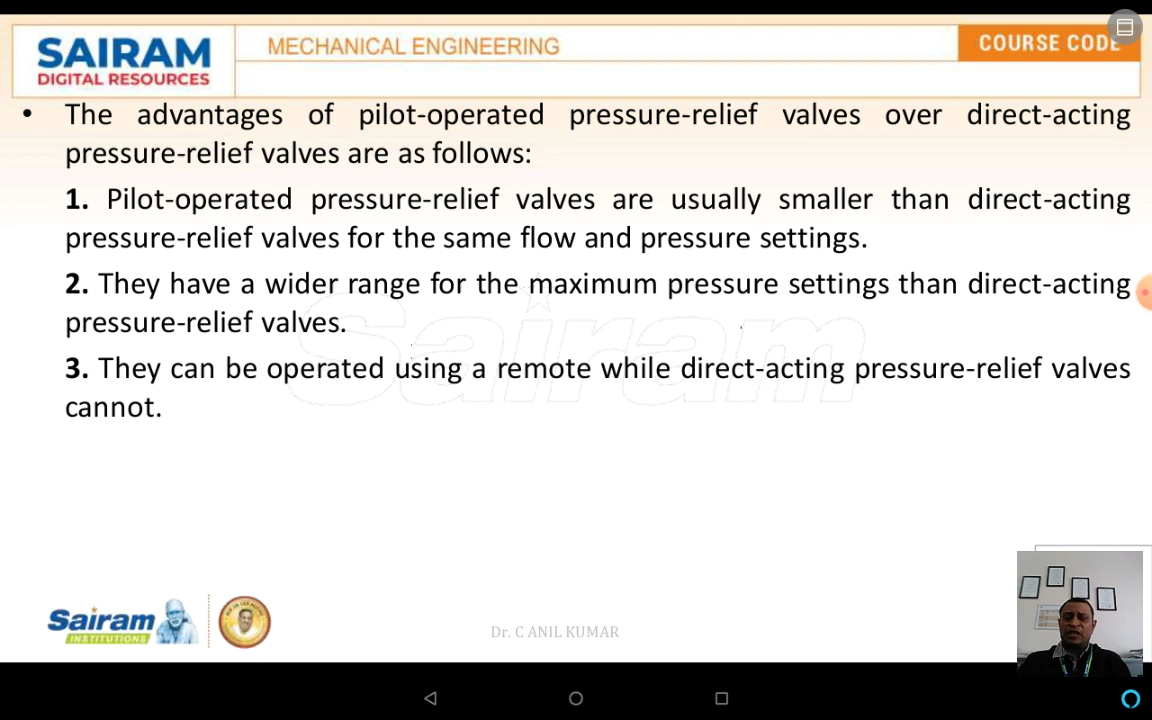 SAIRAM
DIGITAL RESOURCES
MECHANICAL ENGINEERING
COURSE CODE
• The advantages of pilot-operated pressure-relief valves over direct-acting
pressure-relief valves are as follows:
1. Pilot-operated pressure-relief valves are usually smaller than direct-acting
pressure-relief valves for the same flow and pressure settings.
2. They have a wider range for the maximum pressure settings than direct-acting
pressure-relief valves.
3. They can be operated using a remote while direct-acting pressure-relief valves
cannot.
Sairam
Sairam
INSTITUTIONS
Dr. C ANIL KUMAR